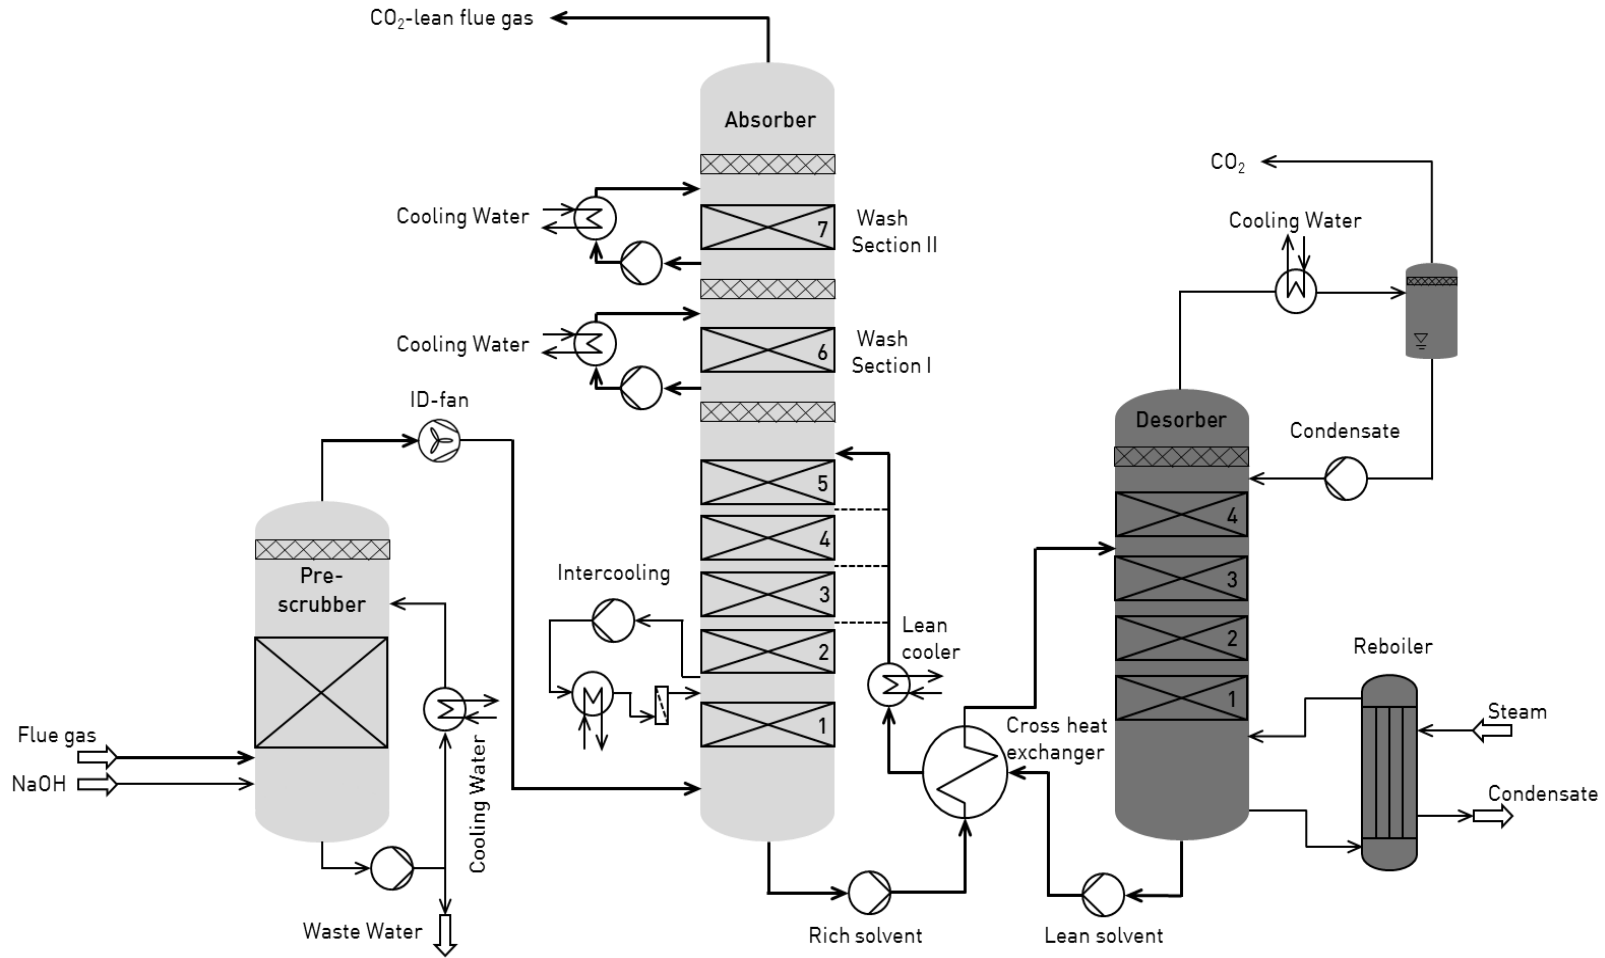 CO₂-lean flue gas
Absorber
CO₂
Cooling Water
7
Wash
Section II
Cooling Water
Cooling Water
6
Wash
Section I
ID-fan
Desorber
Condensate
5
4
4
Pre-
scrubber
Intercooling
3
3
2
2
Lean
cooler
Reboiler
1
1
Flue gas
NaOH
Cooling Water
Cross heat
exchanger
Steam
Condensate
Waste Water
Rich solvent
Lean solvent